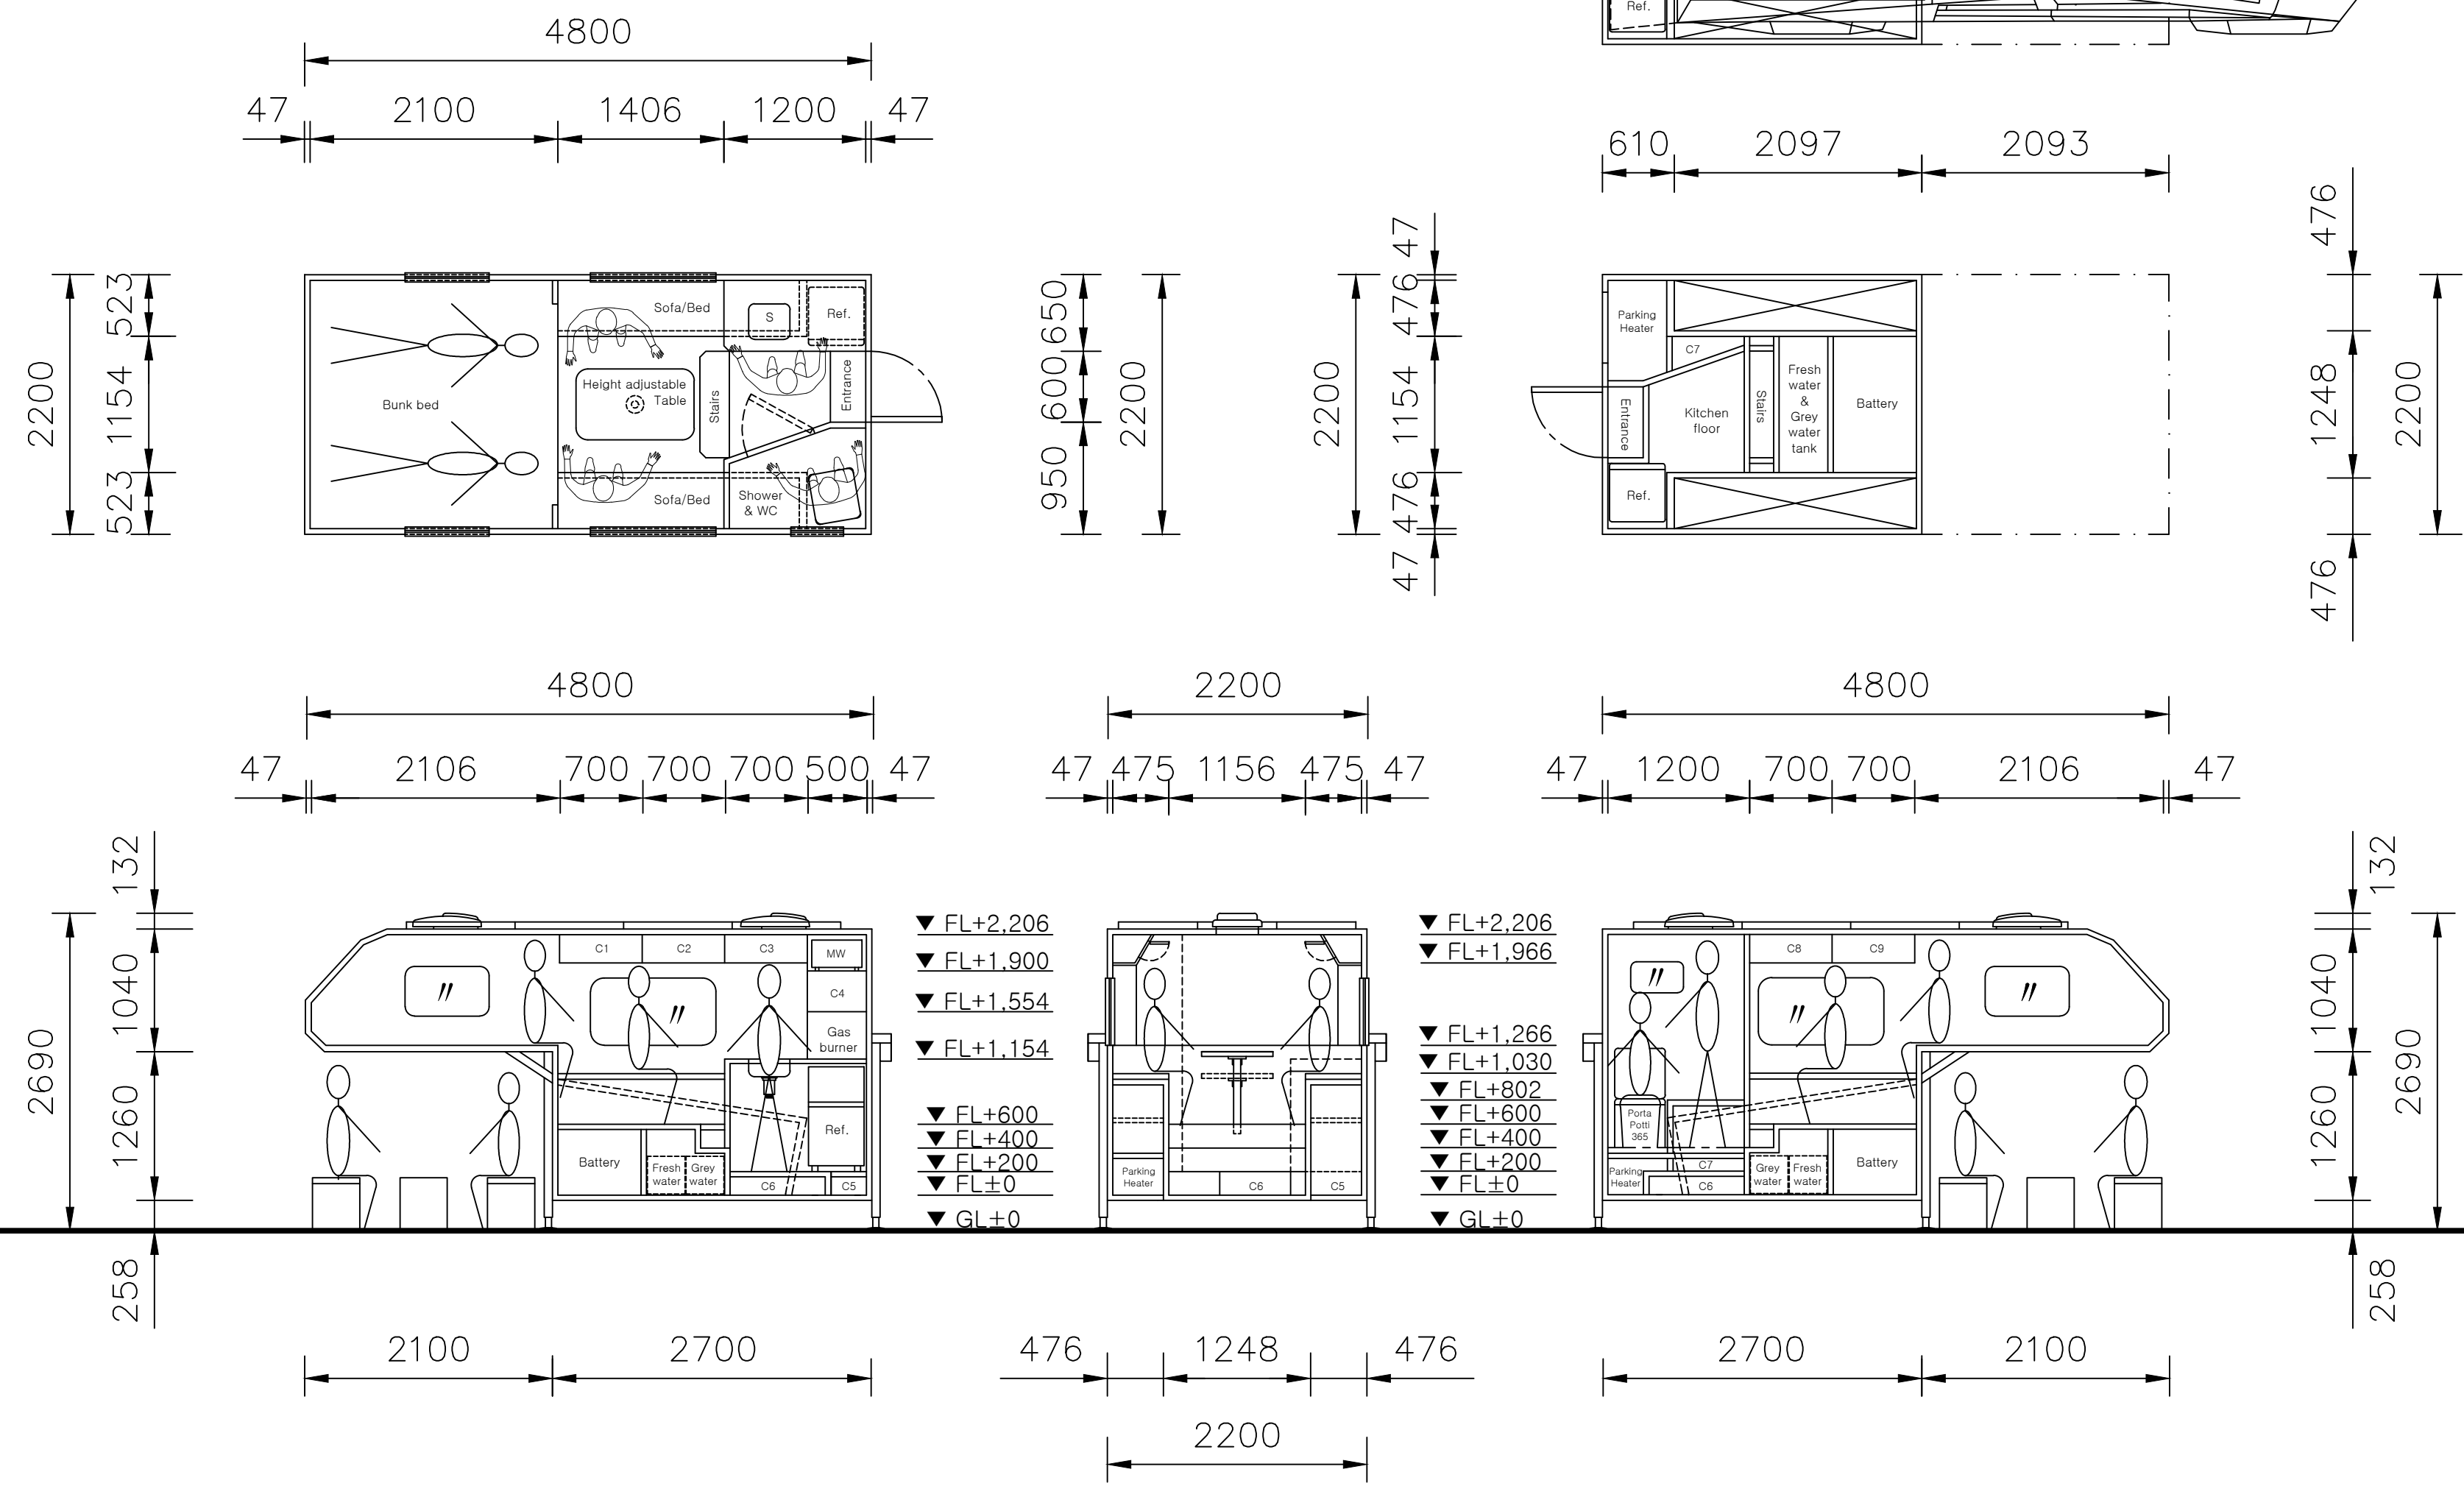 Ref.
4800
47 2100 1406 1200 47
610 2097 2093
2200
523
1154
523
Sofa/Bed
S
Ref.
Height adjustable
Table
Stairs
Entrance
Bunk bed
Sofa/Bed
Shower
& WC
650
600
950
2200
2200
47
476
1154
476
47
Parking
Heater
C7
Kitchen
floor
Entrance
Stairs
Fresh
water
&
Grey
water
tank
Battery
Ref.
476
1248
476
2200
4800
2200
4800
47 2106 700 700 700 500 47
47 475 1156 475 47
47 1200 700 700 2106 47
2690
132
1040
1260
258
C1
C2
C3
MW
C4
Gas
burner
Ref.
Battery
Fresh
water
Grey
water
C6
C5
▼ FL+2,206
▼ FL+1,900
▼ FL+1,554
▼ FL+1,154
▼ FL+600
▼ FL+400
▼ FL+200
▼ FL±0
▼ GL±0
Parking
Heater
C6
C5
▼ FL+2,206
▼ FL+1,966
▼ FL+1,266
▼ FL+1,030
▼ FL+802
▼ FL+600
▼ FL+400
▼ FL+200
▼ FL±0
▼ GL±0
C8
C9
Porta
Potti
365
Parking
Heater
C7
C6
Grey
water
Fresh
water
Battery
132
1040
1260
258
2690
2100 2700
476 1248 476
2700 2100
2200